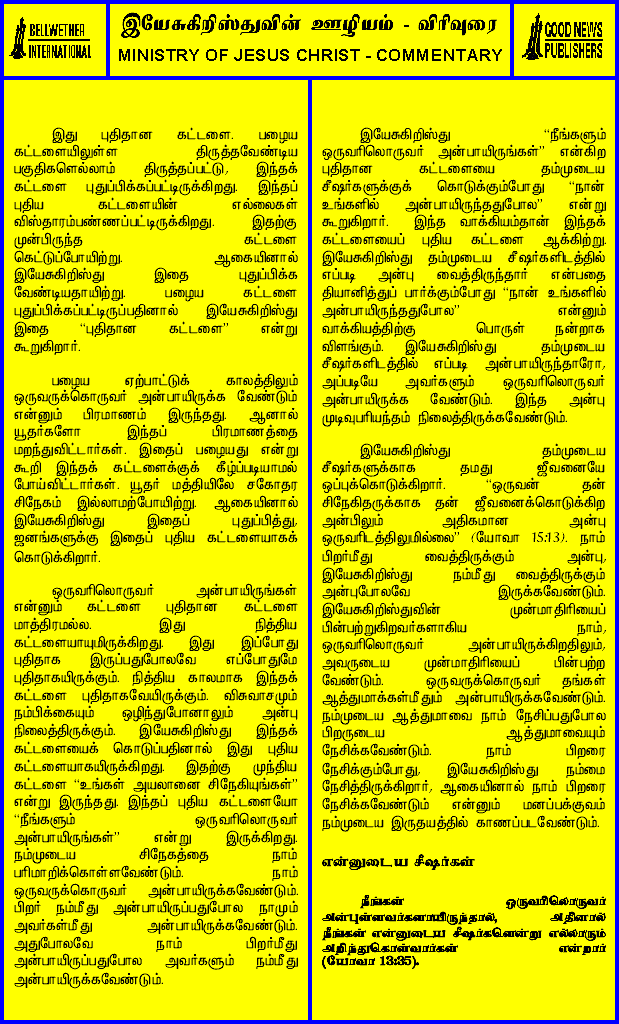 BELLWETHER
INTERNATIONAL
இயேசுகிறிஸ்துவின் ஊழியம் - விரிவுரை
MINISTRY OF JESUS CHRIST - COMMENTARY
GOOD NEWS
PUBLISHERS
இது புதிதான கட்டளை. பழைய
கட்டளையிலுள்ள திருத்தவேண்டிய
பகுதிகளெல்லாம் திருத்தப்பட்டு, இந்தக்
கட்டளை புதுப்பிக்கப்பட்டிருக்கிறது. இந்தப்
புதிய கட்டளையின் எல்லைகள்
விஸ்தாரம்பண்ணப்பட்டிருக்கிறது. இதற்கு
முன்பிருந்த கட்டளை
கெட்டுப்போயிற்று. ஆகையினால்
இயேசுகிறிஸ்து இதை புதுப்பிக்க
வேண்டியதாயிற்று. பழைய கட்டளை
புதுப்பிக்கப்பட்டிருப்பதினால் இயேசுகிறிஸ்து
இதை “புதிதான கட்டளை” என்று
கூறுகிறார்.
பழைய ஏற்பாட்டுக் காலத்திலும்
ஒருவருக்கொருவர் அன்பாயிருக்க வேண்டும்
என்னும் பிரமாணம் இருந்தது. ஆனால்
யூதர்களோ இந்தப் பிரமாணத்தை
மறந்துவிட்டார்கள். இதைப் பழையது என்று
கூறி இந்தக் கட்டளைக்குக் கீழ்ப்படியாமல்
போய்விட்டார்கள். யூதர் மத்தியிலே சகோதர
சிநேகம் இல்லாமற்போயிற்று. ஆகையினால்
இயேசுகிறிஸ்து இதைப் புதுப்பித்து,
ஜனங்களுக்கு இதைப் புதிய கட்டளையாகக்
கொடுக்கிறார்.
ஒருவரிலொருவர் அன்பாயிருங்கள்
என்னும் கட்டளை புதிதான கட்டளை
மாத்திரமல்ல. இது நித்திய
கட்டளையாயுமிருக்கிறது. இது இப்போது
புதிதாக இருப்பதுபோலவே எப்போதுமே
புதிதாகயிருக்கும். நித்திய காலமாக இந்தக்
கட்டளை புதிதாகவேயிருக்கும். விசுவாசமும்
நம்பிக்கையும் ஒழிந்துபோனாலும் அன்பு
நிலைத்திருக்கும். இயேசுகிறிஸ்து இந்தக்
கட்டளையைக் கொடுப்பதினால் இது புதிய
கட்டளையாகயிருக்கிறது. இதற்கு முந்திய
கட்டளை “உங்கள் அயலானை சிநேகியுங்கள்”
என்று இருந்தது. இந்தப் புதிய கட்டளையோ
“நீங்களும் ஒருவரிலொருவர்
அன்பாயிருங்கள்” என்று இருக்கிறது.
நம்முடைய சிநேகத்தை நாம்
பரிமாறிக்கொள்ளவேண்டும். நாம்
ஒருவருக்கொருவர் அன்பாயிருக்கவேண்டும்.
பிறர் நம்மீது அன்பாயிருப்பதுபோல நாமும்
அவர்கள்மீது அன்பாயிருக்கவேண்டும்.
அதுபோலவே நாம் பிறர்மீது
அன்பாயிருப்பதுபோல அவர்களும் நம்மீது
அன்பாயிருக்கவேண்டும்.
இயேசுகிறிஸ்து “நீங்களும்
ஒருவரிலொருவர் அன்பாயிருங்கள்” என்கிற
புதிதான கட்டளையை தம்முடைய
சீஷர்களுக்குக் கொடுக்கும்போது “நான்
உங்களில் அன்பாயிருந்ததுபோல” என்று
கூறுகிறார். இந்த வாக்கியம்தான் இந்தக்
கட்டளையைப் புதிய கட்டளை ஆக்கிற்று.
இயேசுகிறிஸ்து தம்முடைய சீஷர்களிடத்தில்
எப்படி அன்பு வைத்திருந்தார் என்பதை
தியானித்துப் பார்க்கும்போது “நான் உங்களில்
அன்பாயிருந்ததுபோல” என்னும்
வாக்கியத்திற்கு பொருள் நன்றாக
விளங்கும். இயேசுகிறிஸ்து தம்முடைய
சீஷர்களிடத்தில் எப்படி அன்பாயிருந்தாரோ,
அப்படியே அவர்களும் ஒருவரிலொருவர்
அன்பாயிருக்க வேண்டும். இந்த அன்பு
முடிவுபரியந்தம் நிலைத்திருக்கவேண்டும்.
இயேசுகிறிஸ்து தம்முடைய
சீஷர்களுக்காக தமது ஜீவனையே
ஒப்புக்கொடுக்கிறார். “ஒருவன் தன்
சிநேகிதருக்காக தன் ஜீவனைக்கொடுக்கிற
அன்பிலும் அதிகமான அன்பு
ஒருவரிடத்திலுமில்லை” (யோவா 15:13). நாம்
பிறர்மீது வைத்திருக்கும் அன்பு,
இயேசுகிறிஸ்து நம்மீது வைத்திருக்கும்
அன்புபோலவே இருக்கவேண்டும்.
இயேசுகிறிஸ்துவின் முன்மாதிரியைப்
பின்பற்றுகிறவர்களாகிய நாம்,
ஒருவரிலொருவர் அன்பாயிருக்கிறதிலும்,
அவருடைய முன்மாதிரியைப் பின்பற்ற
வேண்டும். ஒருவருக்கொருவர் தங்கள்
ஆத்துமாக்கள்மீதும் அன்பாயிருக்கவேண்டும்.
நம்முடைய ஆத்துமாவை நாம் நேசிப்பதுபோல
பிறருடைய ஆத்துமாவையும்
நேசிக்கவேண்டும். நாம் பிறரை
நேசிக்கும்போது, இயேசுகிறிஸ்து நம்மை
நேசித்திருக்கிறார், ஆகையினால் நாம் பிறரை
நேசிக்கவேண்டும் என்னும் மனப்பக்குவம்
நம்முடைய இருதயத்தில் காணப்படவேண்டும்.
என்னுடைய சீஷர்கள்
நீங்கள் ஒருவரிலொருவர்
அன்புள்ளவர்களாயிருந்தால், அதினால்
நீங்கள் என்னுடைய சீஷர்களென்று எல்லாரும்
அறிந்துகொள்வார்கள் என்றார்
(யோவா 13:35).